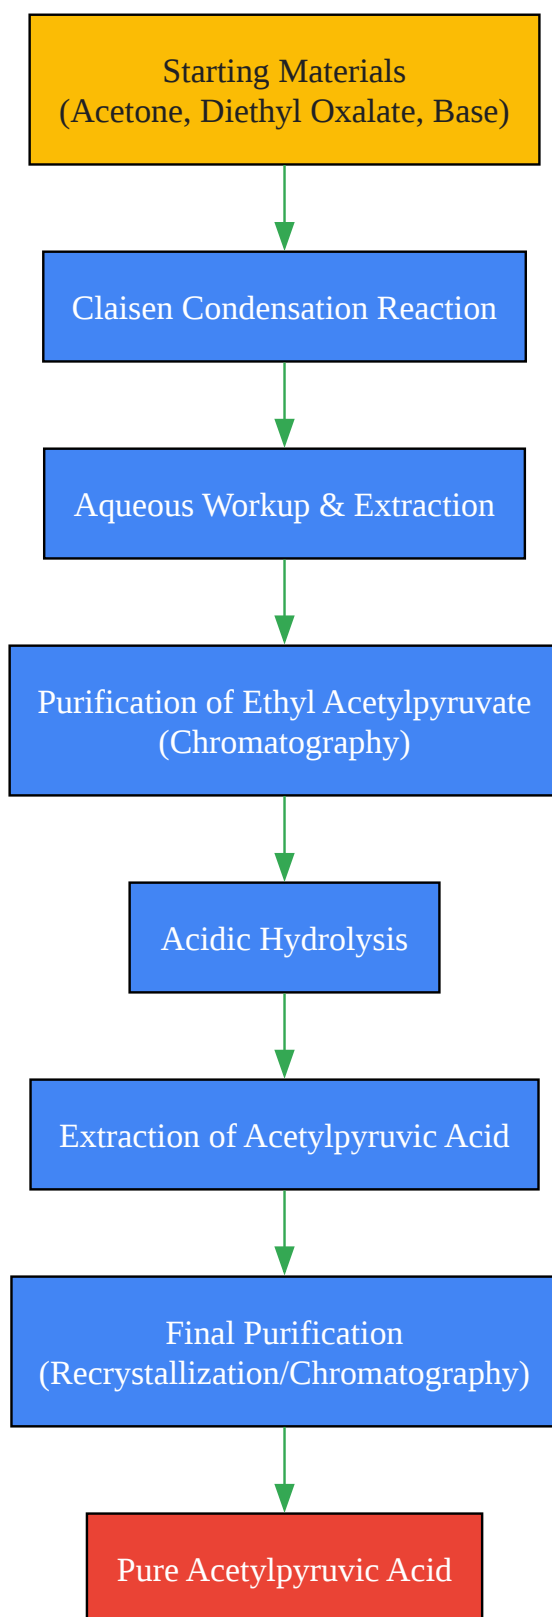 Starting Materials
(Acetone, Diethyl Oxalate, Base)
Claisen Condensation Reaction
Aqueous Workup & Extraction
Purification of Ethyl Acetylpyruvate
(Chromatography)
Acidic Hydrolysis
Extraction of Acetylpyruvic Acid
Final Purification
(Recrystallization/Chromatography)
Pure Acetylpyruvic Acid